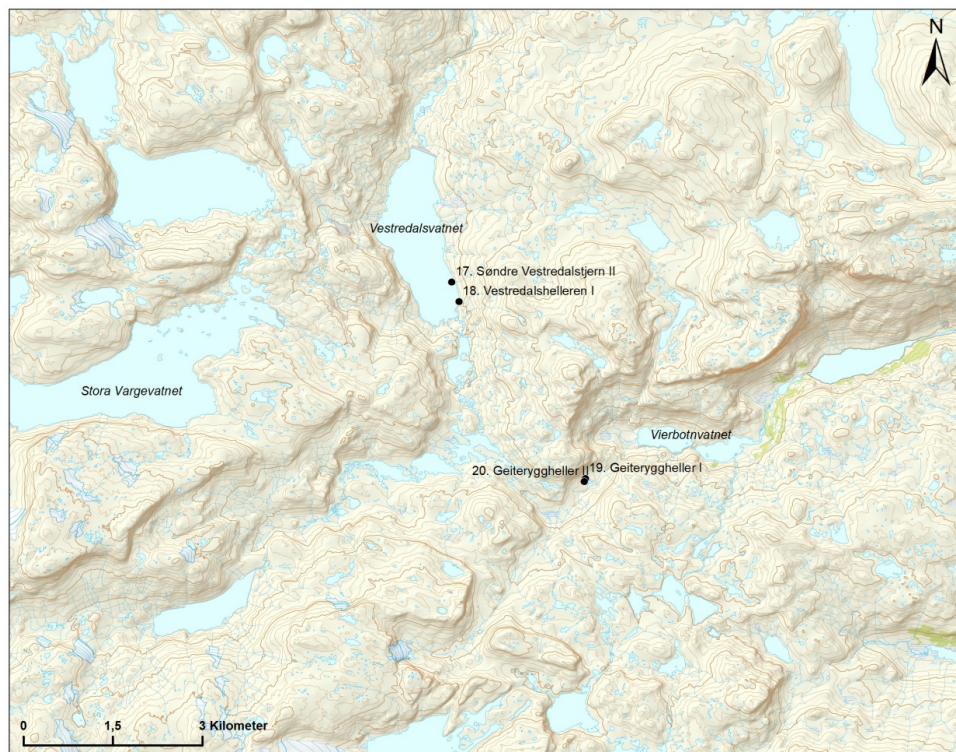 N
Vestredalsvatnet
17. Søndre Vestredalstjern II
18. Vestredalshelleren I
Stora Vargevatnet
Vierbotnvatnet
20. Geiteryggheller II
19. Geiteryggheller I
0 1,5 3 Kilometer